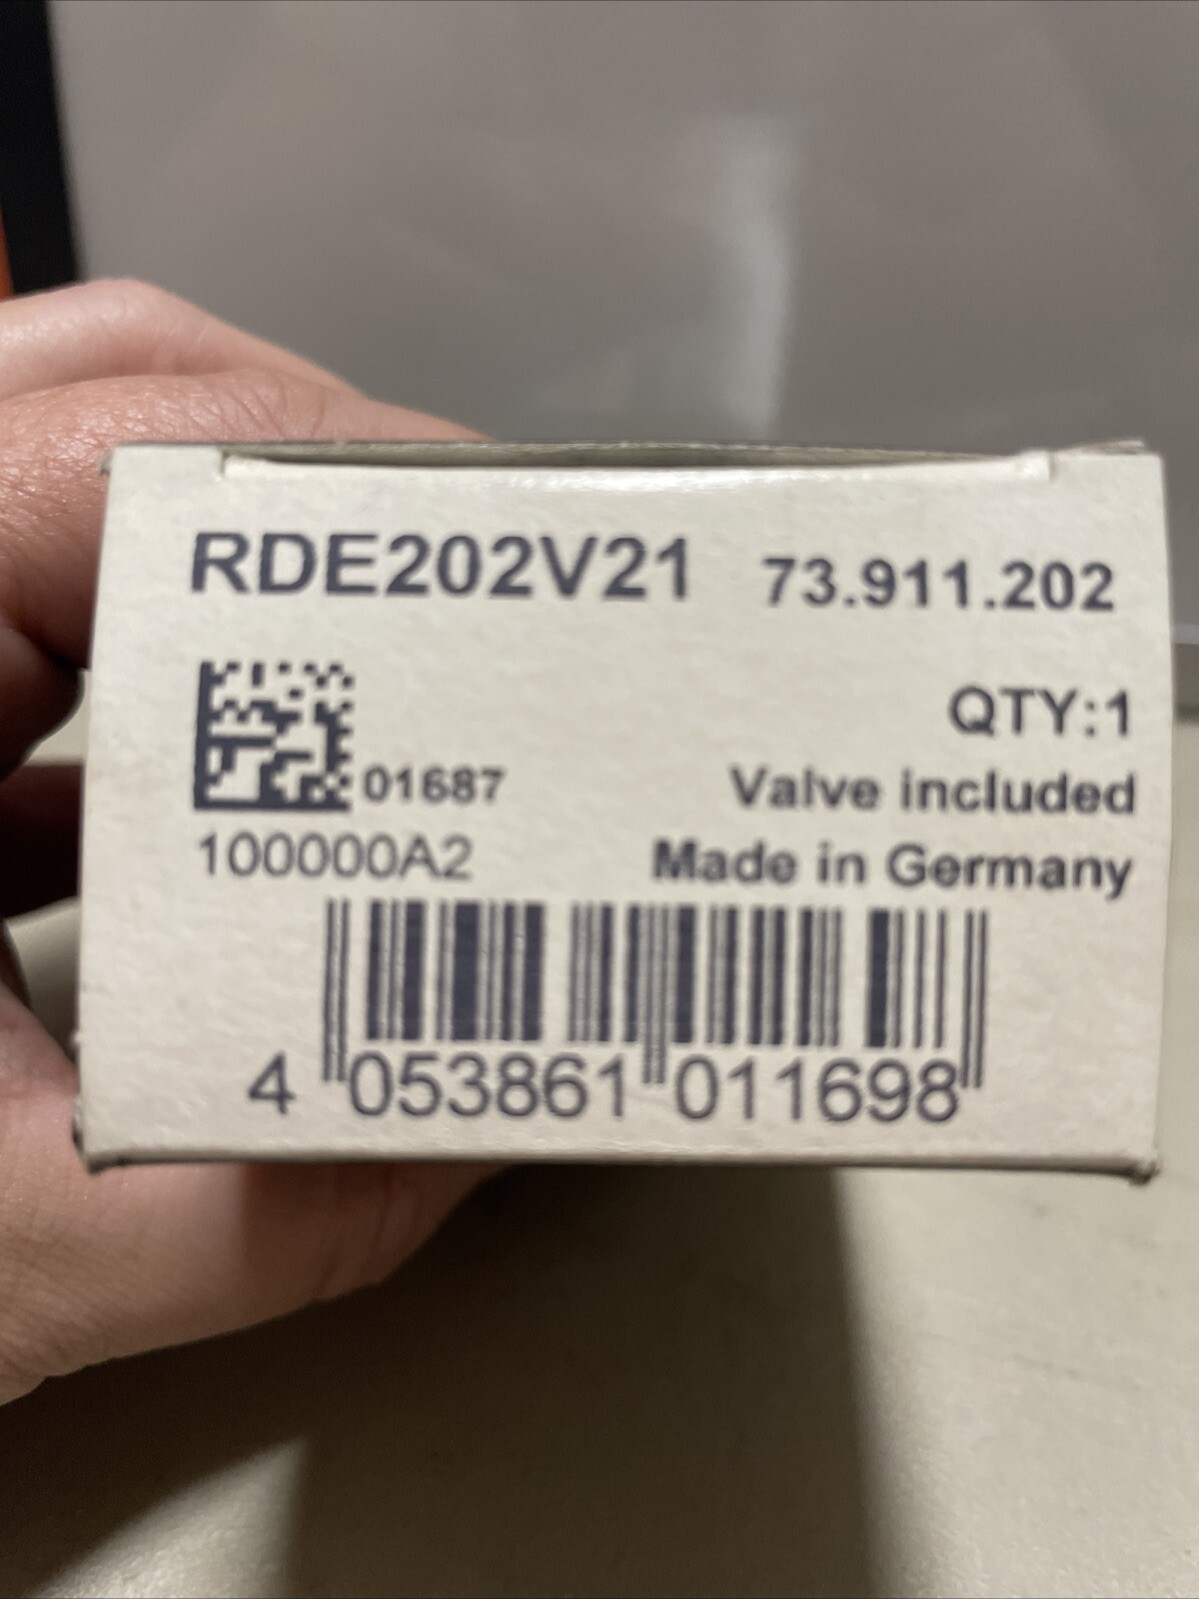 RDE202V21 73.911.202
QTY:1
01687 Valve included
100000A2 Made in Germany
4 053861 011698